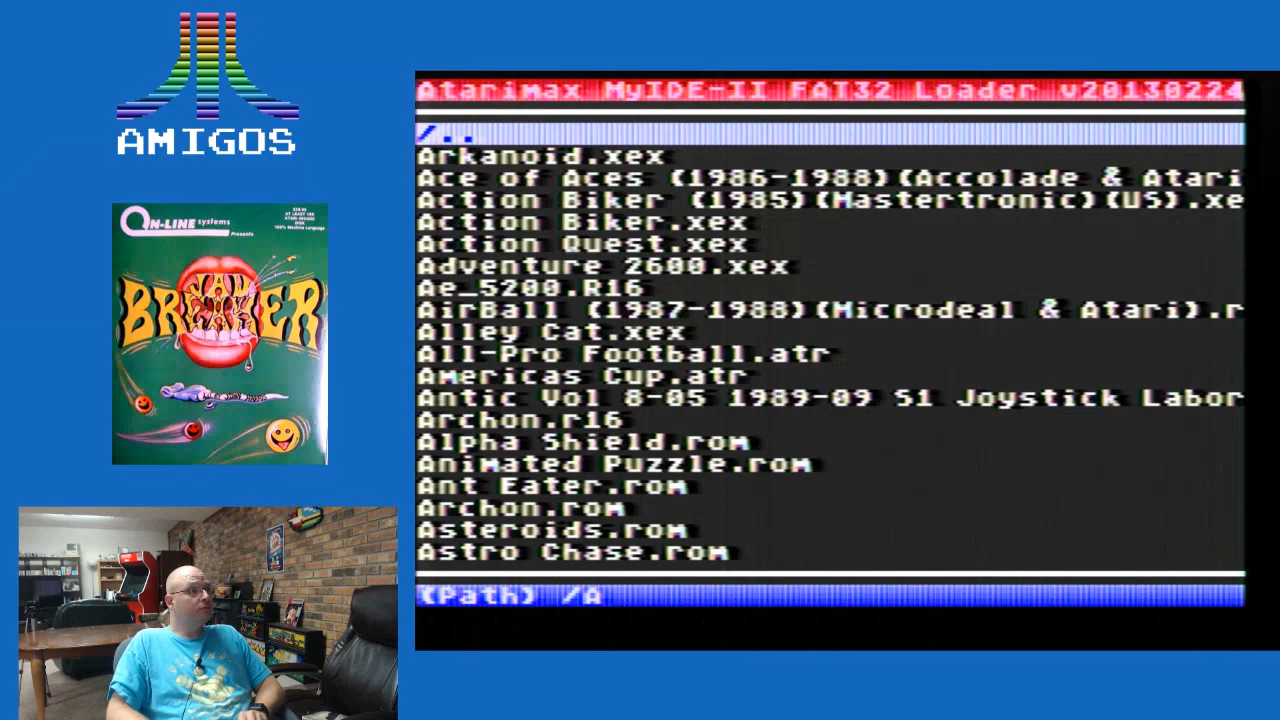 AMIGOS
ON-LINE systems
Presents
JAW
BREAKER
Atarimax MyIDE-II FAT32 Loader v20130224
/..
Arkanoid.xex
Ace of Aces (1986-1988)(Accolade & Atari
Action Biker (1985)(Mastertronic)(US).xe
Action Biker.xex
Action Quest.xex
Adventure 2600.xex
Ae_5200.R16
AirBall (1987-1988)(Microdeal & Atari).r
Alley Cat.xex
All-Pro Football.atr
Americas Cup.atr
Antic Vol 8-05 1989-09 S1 Joystick Labor
Archon.r16
Alpha Shield.rom
Animated Puzzle.rom
Ant Eater.rom
Archon.rom
Asteroids.rom
Astro Chase.rom
(Path) /A